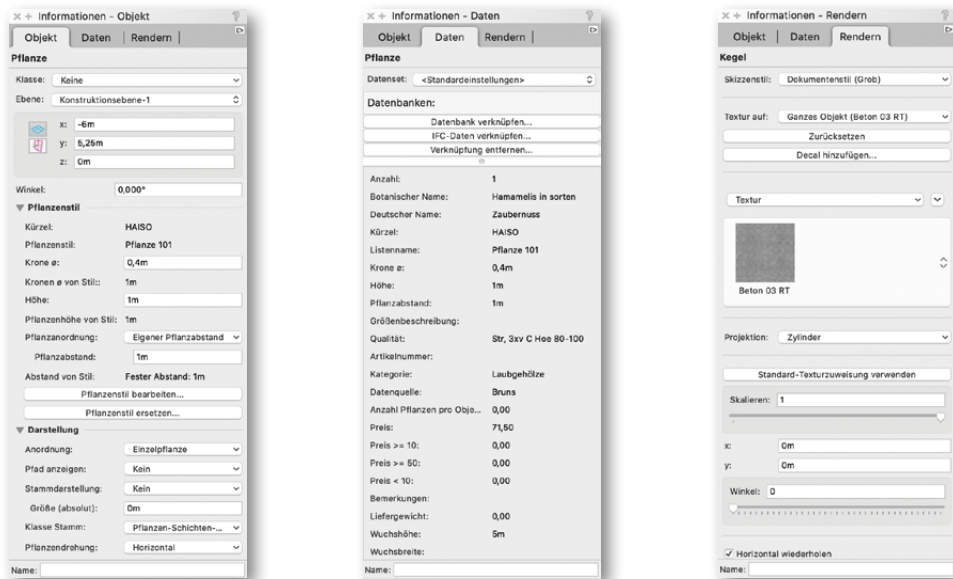 Informationen - Objekt
Objekt Daten Rendern
Pflanze
Klasse: Keine
Ebene: Konstruktionsebene-1
x: -6m
y: 5,25m
z: 0m
Winkel: 0,000°
Pflanzenstil
Kürzel: HAISO
Pflanzenstil: Pflanze 101
Krone ø: 0,4m
Kronen ø von Stil:: 1m
Höhe: 1m
Pflanzenhöhe von Stil: 1m
Pflanzanordnung: Eigener Pflanzabstand
Pflanzabstand: 1m
Abstand von Stil: Fester Abstand: 1m
Pflanzenstil bearbeiten...
Pflanzenstil ersetzen...
Darstellung
Anordnung: Einzelpflanze
Pfad anzeigen: Kein
Stammdarstellung: Kein
Größe (absolut): 0m
Klasse Stamm: Pflanzen-Schichten-...
Pflanzendrehung: Horizontal
Name:
Informationen - Daten
Objekt Daten Rendern
Pflanze
Datenset: <Standardeinstellungen>
Datenbanken:
Datenbank verknüpfen...
IFC-Daten verknüpfen...
Verknüpfung entfernen...
Anzahl: 1
Botanischer Name: Hamamelis in sorten
Deutscher Name: Zaubernuss
Kürzel: HAISO
Listenname: Pflanze 101
Krone ø: 0,4m
Höhe: 1m
Pflanzabstand: 1m
Größenbeschreibung:
Qualität: Str, 3xv C Hoe 80-100
Artikelnummer:
Kategorie: Laubgehölze
Datenquelle: Bruns
Anzahl Pflanzen pro Obje... 0,00
Preis: 71,50
Preis >= 10: 0,00
Preis >= 50: 0,00
Preis < 10: 0,00
Bemerkungen:
Liefergewicht: 0,00
Wuchshöhe: 5m
Wuchsbreite:
Name:
Informationen - Rendern
Objekt Daten Rendern
Kegel
Skizzenstil: Dokumentenstil (Grob)
Textur auf: Ganzes Objekt (Beton 03 RT)
Zurücksetzen
Decal hinzufügen...
Textur
Beton 03 RT
Projektion: Zylinder
Standard-Texturzuweisung verwenden
Skalieren: 1
x: 0m
y: 0m
Winkel: 0
Horizontal wiederholen
Name: